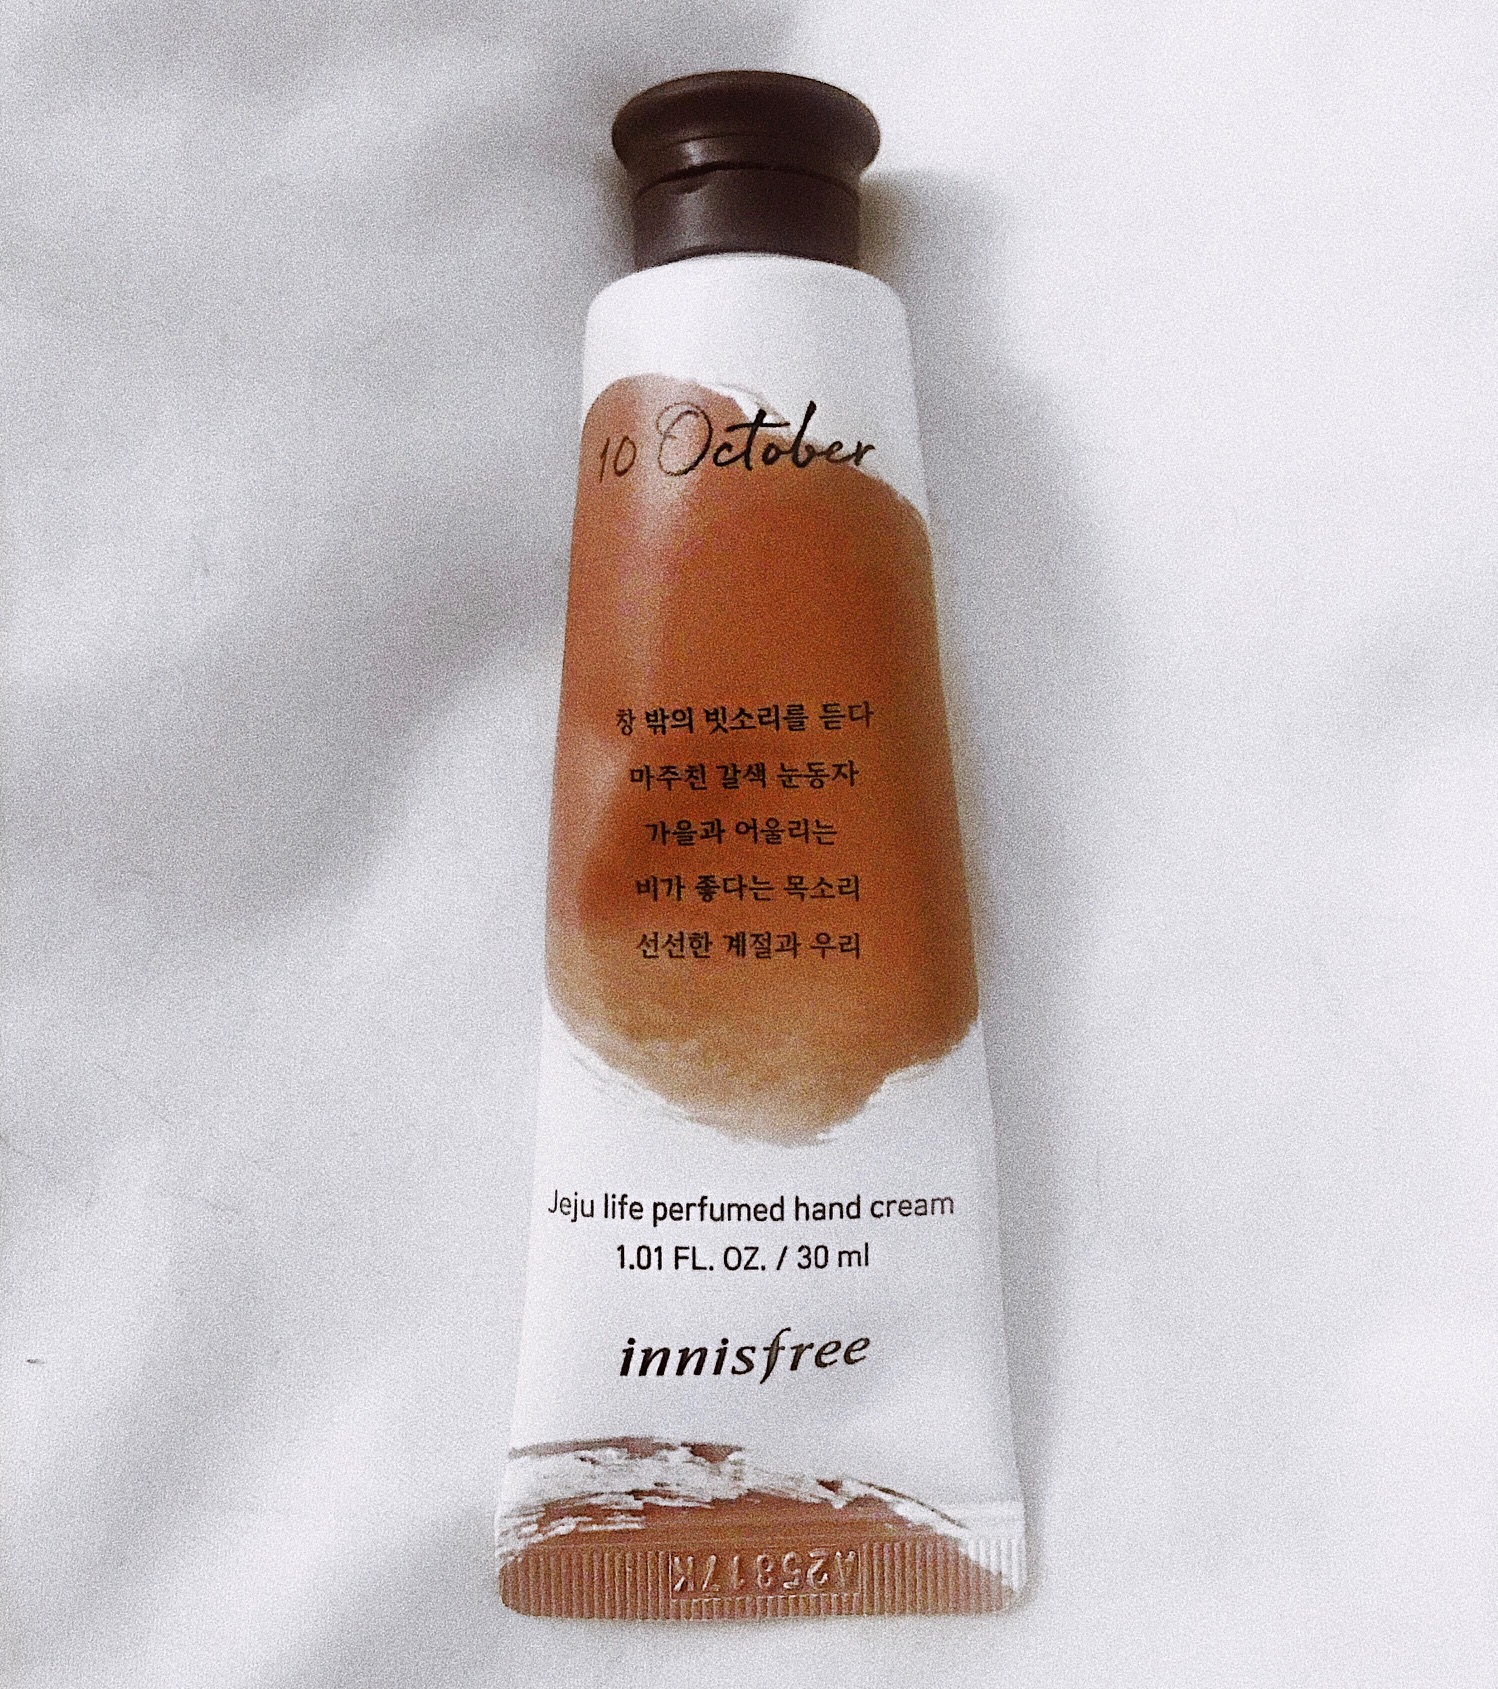 10 October
창 밖의 빗소리를 듣다
마주친 갈색 눈동자
가을과 어울리는
비가 좋다는 목소리
선선한 계절과 우리
Jeju life perfumed hand cream
1.01 FL. OZ. / 30 ml
innisfree
A25817K